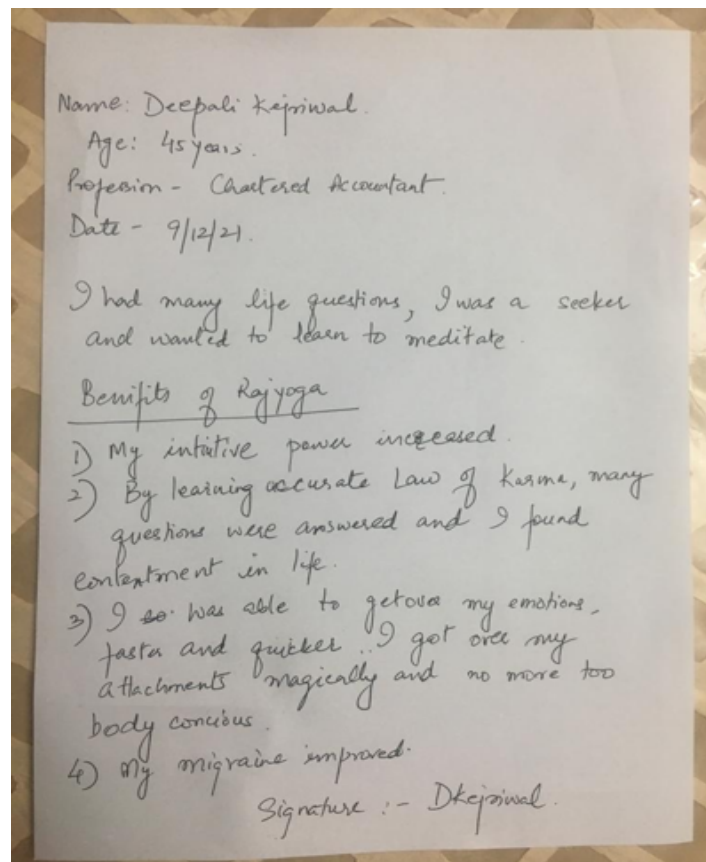 Name: Deepali Kejriwal.
Age: 45 years.
Profession - Chartered Accountant.
Date - 9/12/21.
I had many life questions, I was a seeker
and wanted to learn to meditate.
Benifits of Rajyoga
1) My intutive power increased.
2) By learning accurate Law of Karma, many
questions were answered and I found
contentment in life.
3) I was able to getover my emotions,
faster and quicker.. I got over my
attachments magically and no more too
body concious.
4) My migraine improved.
Signature :- DKejriwal.